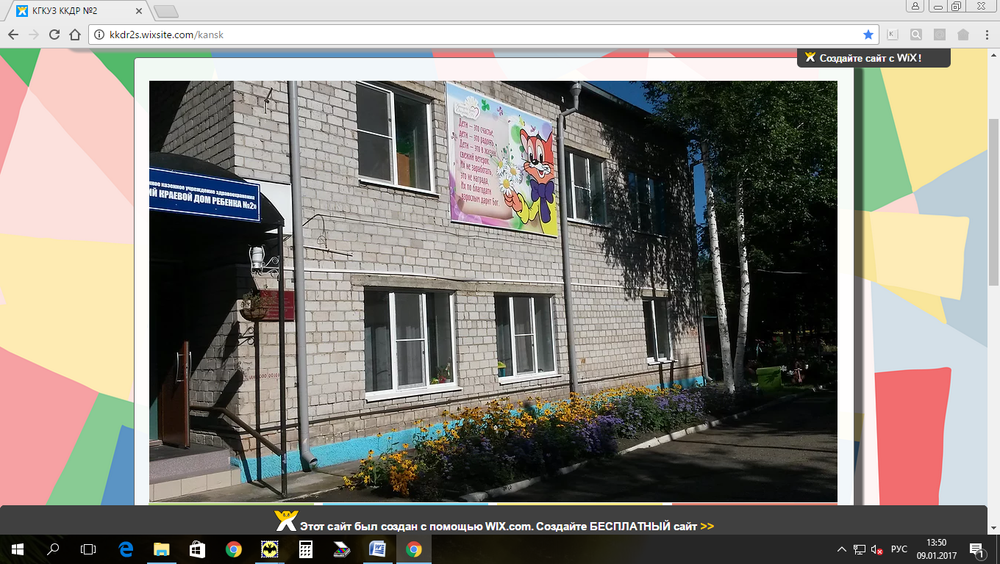 КГКУЗ ККДР №2
kkdr2s.wixsite.com/kansk
Создайте сайт с WiX!
казенное учреждение здравоохранения
КРАЕВОЙ ДОМ РЕБЕНКА №2»
Дети – это счастье,
дети – это радость,
Дети – это в жизни
свежий ветерок.
Их не заработать,
это не награда,
Их по благодати
взрослым дарит Бог.
Этот сайт был создан с помощью WIX.com. Создайте БЕСПЛАТНЫЙ сайт >>
РУС
13:50
09.01.2017
1